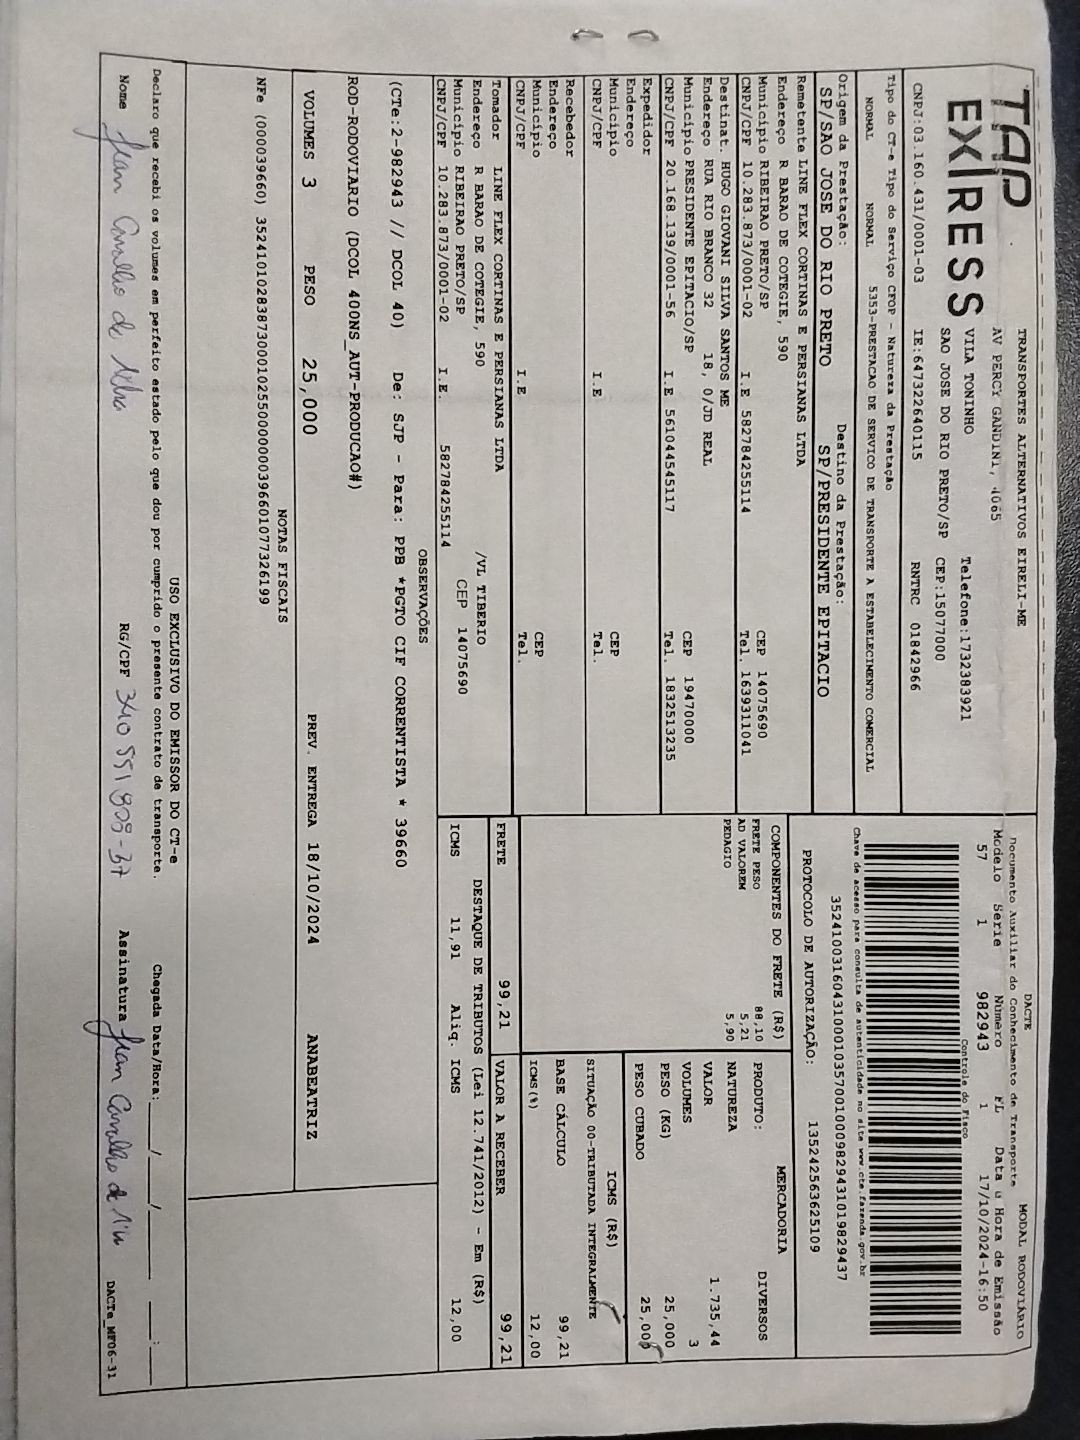 TAP
EXPRESS
TRANSPORTES ALTERNATIVOS EIRELI-ME
AV PERCY GANDINI, 4065
VILA TONINHO Telefone:1732383921
SAO JOSE DO RIO PRETO/SP CEP:15077000
CNPJ:03.160.431/0001-03 IE:647322640115 RNTRC 01842966
Tipo do CT-e Tipo do Serviço CFOP - Natureza da Prestação
NORMAL NORMAL 5353-PRESTACAO DE SERVICO DE TRANSPORTE A ESTABELECIMENTO COMERCIAL
Origem da Prestação: Destino da Prestação:
SP/SAO JOSE DO RIO PRETO SP/PRESIDENTE EPITACIO
Remetente LINE FLEX CORTINAS E PERSIANAS LTDA
Endereço R BARAO DE COTEGIE, 590
Município RIBEIRAO PRETO/SP CEP 14075690
CNPJ/CPF 10.283.873/0001-02 I.E 582784255114 Tel. 1639311041
Destinat. HUGO GIOVANI SILVA SANTOS ME
Endereço RUA RIO BRANCO 32 18, 0/JD REAL
Município PRESIDENTE EPITACIO/SP CEP 19470000
CNPJ/CPF 20.168.139/0001-56 I.E 561044545117 Tel. 1832513235
Expedidor
Endereço
Município CEP
CNPJ/CPF I.E Tel.
Recebedor
Endereço
Município CEP
CNPJ/CPF I.E Tel.
Tomador LINE FLEX CORTINAS E PERSIANAS LTDA
Endereço R BARAO DE COTEGIE, 590 /VL TIBERIO
Município RIBEIRAO PRETO/SP CEP 14075690
CNPJ/CPF 10.283.873/0001-02 I.E. 582784255114
DACTE MODAL RODOVIÁRIO
Documento Auxiliar do Conhecimento de Transporte
Modelo Serie Número FL Data e Hora de Emissão
57 1 982943 1 17/10/2024-16:50
Controle do Fisco
Chave de acesso para consulta de autenticidade no site www.cte.fazenda.gov.br
35241003160431000103570010009829431019829437
PROTOCOLO DE AUTORIZAÇÃO: 135242563625109
COMPONENTES DO FRETE (R$)
FRETE PESO 88,10
AD VALOREM 5,21
PEDAGIO 5,90
MERCADORIA
PRODUTO: DIVERSOS
NATUREZA
VALOR 1.735,44
VOLUMES 3
PESO (KG) 25,000
PESO CUBADO 25,000
ICMS (R$)
SITUAÇÃO 00-TRIBUTADA INTEGRALMENTE
BASE CÁLCULO 99,21
ICMS(%) 12,00
FRETE 99,21 VALOR A RECEBER 99,21
DESTAQUE DE TRIBUTOS (Lei 12.741/2012) - Em (R$)
ICMS 11,91 Aliq. ICMS 12,00
OBSERVAÇÕES
(CTe:2-982943 // DCOL 40) De: SJP - Para: PPB *PGTO CIF CORRENTISTA * 39660
ROD-RODOVIARIO (DCOL 400NS_AUT-PRODUCAO#)
VOLUMES 3 PESO 25,000 PREV. ENTREGA 18/10/2024 ANABEATRIZ
NOTAS FISCAIS
NFe (000039660) 35241010283873000102550000000396601077326199
USO EXCLUSIVO DO EMISSOR DO CT-e
Declaro que recebi os volumes em perfeito estado pelo que dou por cumprido o presente contrato de transporte. Chegada Data/Hora:___/___/___ ___:___
Nome Jean Carvalho de RG/CPF 340 551 808-37 Assinatura Jean Carvalho de DACTe_MF06-31